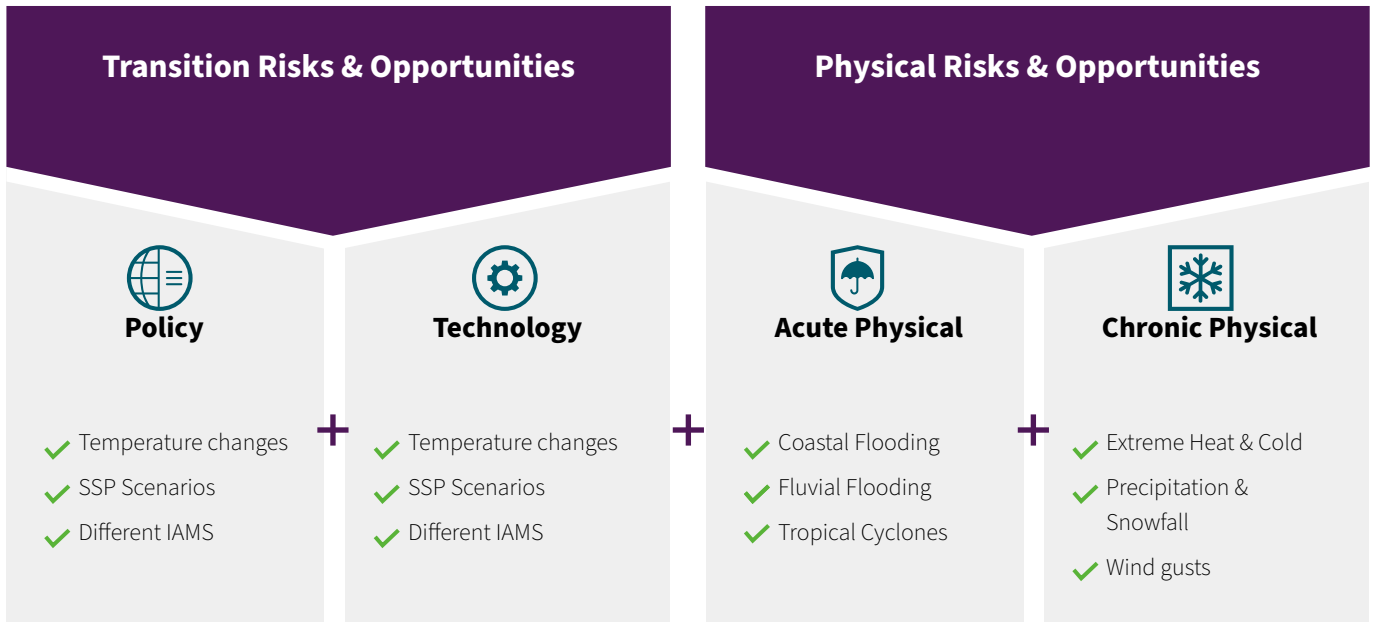 Transition Risks & Opportunities
Physical Risks & Opportunities
Policy
Temperature changes
SSP Scenarios
Different IAMS
Technology
Temperature changes
SSP Scenarios
Different IAMS
Acute Physical
Coastal Flooding
Fluvial Flooding
Tropical Cyclones
Chronic Physical
Extreme Heat & Cold
Precipitation &
Snowfall
Wind gusts